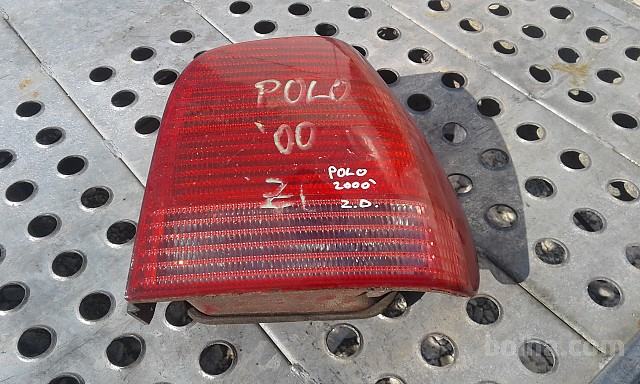 POLO
'00
Z
POLO
2000'
Z.D.
bolha.com